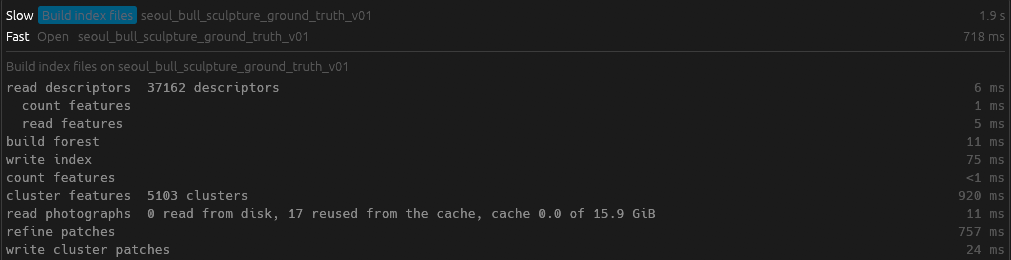 Slow Build index files seoul_bull_sculpture_ground_truth_v01 1.9 s
Fast Open seoul_bull_sculpture_ground_truth_v01 718 ms
Build index files on seoul_bull_sculpture_ground_truth_v01
read descriptors 37162 descriptors 6 ms
count features 1 ms
read features 5 ms
build forest 11 ms
write index 75 ms
count features <1 ms
cluster features 5103 clusters 920 ms
read photographs 0 read from disk, 17 reused from the cache, cache 0.0 of 15.9 GiB 11 ms
refine patches 757 ms
write cluster patches 24 ms